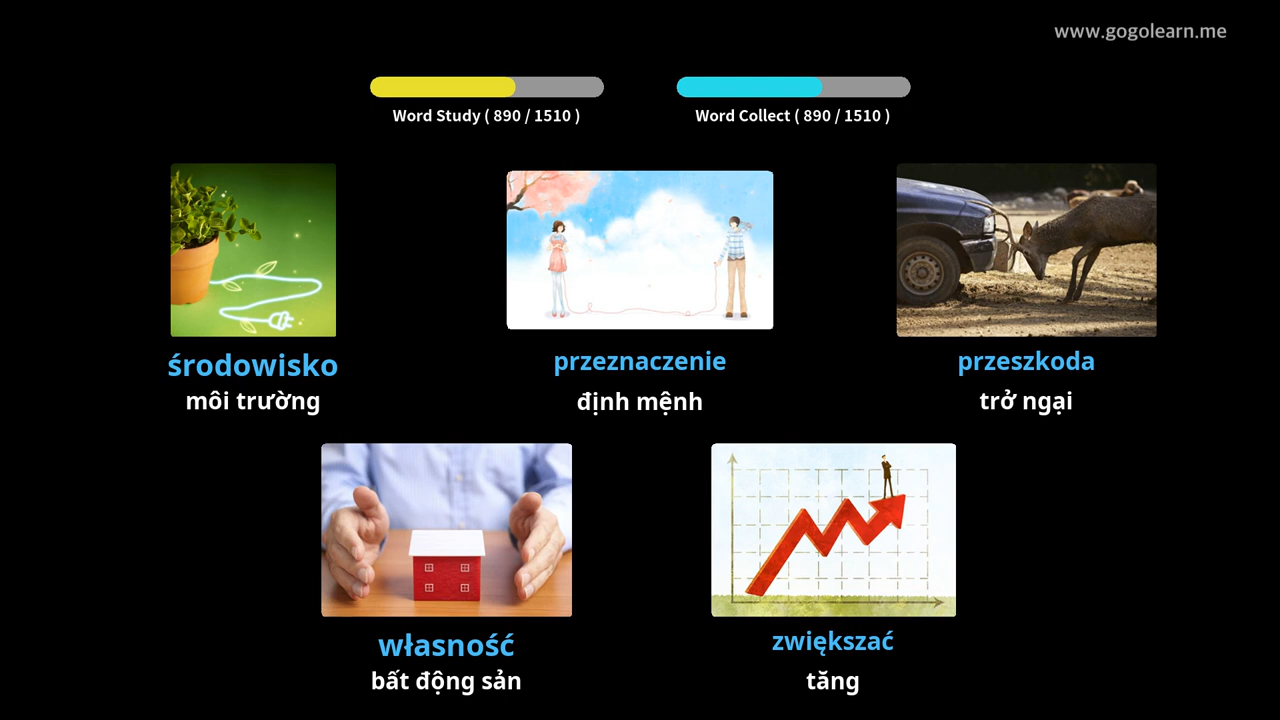 www.gogolearn.me
Word Study ( 890 / 1510 )
Word Collect ( 890 / 1510 )
środowisko
môi trường
przeznaczenie
định mệnh
przeszkoda
trở ngại
własność
bất động sản
zwiększać
tăng